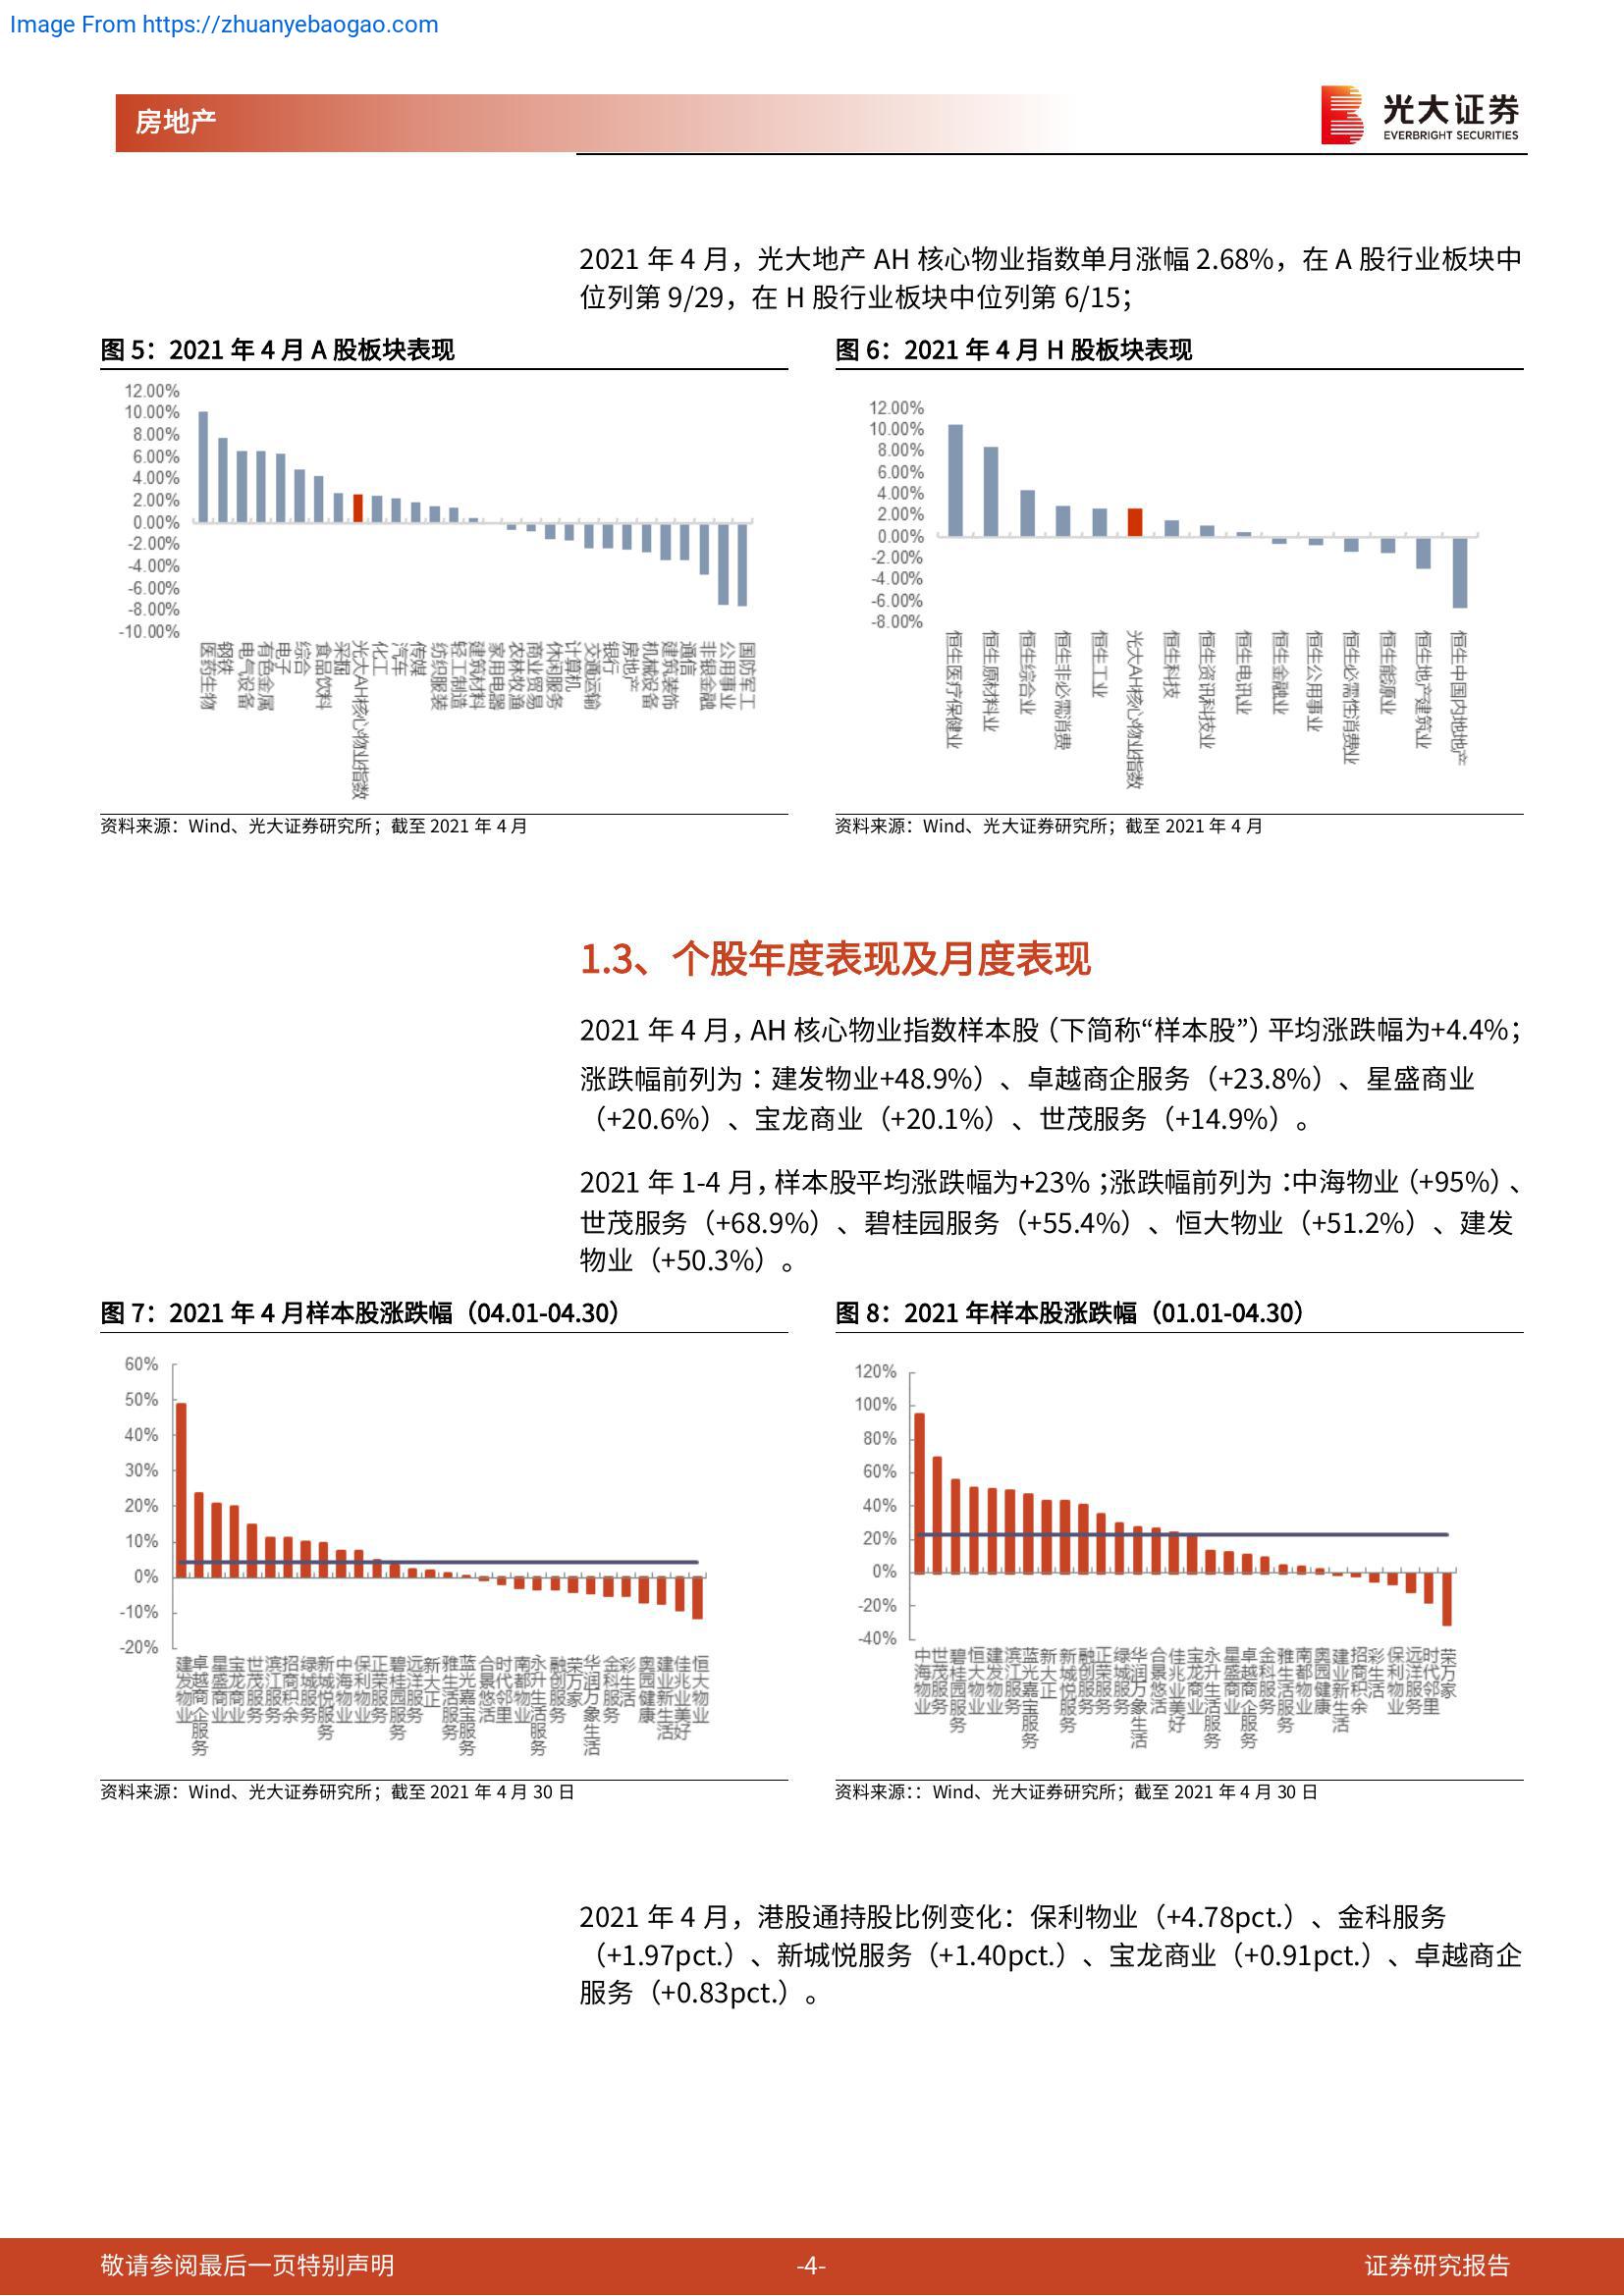 Image From https://zhuanyebaogao.com
房地产
光大证券
EVERBRIGHT SECURITIES
2021 年 4 月，光大地产 AH 核心物业指数单月涨幅 2.68%，在 A 股行业板块中
位列第 9/29，在 H 股行业板块中位列第 6/15；
图 5：2021 年 4 月 A 股板块表现
12.00%
10.00%
8.00%
6.00%
4.00%
2.00%
0.00%
-2.00%
-4.00%
-6.00%
-8.00%
-10.00%
医药生物
钢铁
电气设备
有色金属
电子
综合
食品饮料
采掘
光大AH核心物业指数
化工
汽车
传媒
纺织服装
轻工制造
建筑材料
家用电器
农林牧渔
商业贸易
休闲服务
计算机
交通运输
银行
房地产
机械设备
建筑装饰
通信
非银金融
公用事业
国防军工
资料来源：Wind、光大证券研究所；截至 2021 年 4 月
图 6：2021 年 4 月 H 股板块表现
12.00%
10.00%
8.00%
6.00%
4.00%
2.00%
0.00%
-2.00%
-4.00%
-6.00%
-8.00%
恒生医疗保健业
恒生原材料业
恒生综合业
恒生非必需消费
恒生工业
光大AH核心物业指数
恒生科技
恒生资讯科技业
恒生电讯业
恒生金融业
恒生公用事业
恒生必需性消费业
恒生能源业
恒生地产建筑业
恒生中国内地地产
资料来源：Wind、光大证券研究所；截至 2021 年 4 月
1.3、个股年度表现及月度表现
2021 年 4 月，AH 核心物业指数样本股（下简称“样本股”）平均涨跌幅为+4.4%；
涨跌幅前列为：建发物业+48.9%）、卓越商企服务（+23.8%）、星盛商业
（+20.6%）、宝龙商业（+20.1%）、世茂服务（+14.9%）。
2021 年 1-4 月，样本股平均涨跌幅为+23%；涨跌幅前列为：中海物业（+95%）、
世茂服务（+68.9%）、碧桂园服务（+55.4%）、恒大物业（+51.2%）、建发
物业（+50.3%）。
图 7：2021 年 4 月样本股涨跌幅（04.01-04.30）
60%
50%
40%
30%
20%
10%
0%
-10%
-20%
建发物业
卓越商企服务
星盛商业
宝龙商业
世茂服务
滨江服务
招商积余
绿城服务
新城悦服务
中海物业
保利物业
正荣服务
碧桂园服务
远洋服务
新大正
雅生活服务
蓝光嘉宝服务
合景悠活
时代邻里
南都物业
永升生活服务
融创服务
荣万家
华润万象生活
金科服务
彩生活
奥园健康
建业新生活
佳兆业美好
恒大物业
资料来源：Wind、光大证券研究所；截至 2021 年 4 月 30 日
图 8：2021 年样本股涨跌幅（01.01-04.30）
120%
100%
80%
60%
40%
20%
0%
-20%
-40%
中海物业
世茂服务
碧桂园服务
恒大物业
建发物业
滨江服务
蓝光嘉宝服务
新大正
新城悦服务
融创服务
正荣服务
绿城服务
华润万象生活
合景悠活
佳兆业美好
宝龙商业
永升生活服务
星盛商业
卓越商企服务
金科服务
雅生活服务
南都物业
奥园健康
建业新生活
招商积余
彩生活
保利物业
远洋服务
时代邻里
荣万家
资料来源:：Wind、光大证券研究所；截至 2021 年 4 月 30 日
2021 年 4 月，港股通持股比例变化：保利物业（+4.78pct.）、金科服务
（+1.97pct.）、新城悦服务（+1.40pct.）、宝龙商业（+0.91pct.）、卓越商企
服务（+0.83pct.）。
敬请参阅最后一页特别声明
-4-
证券研究报告